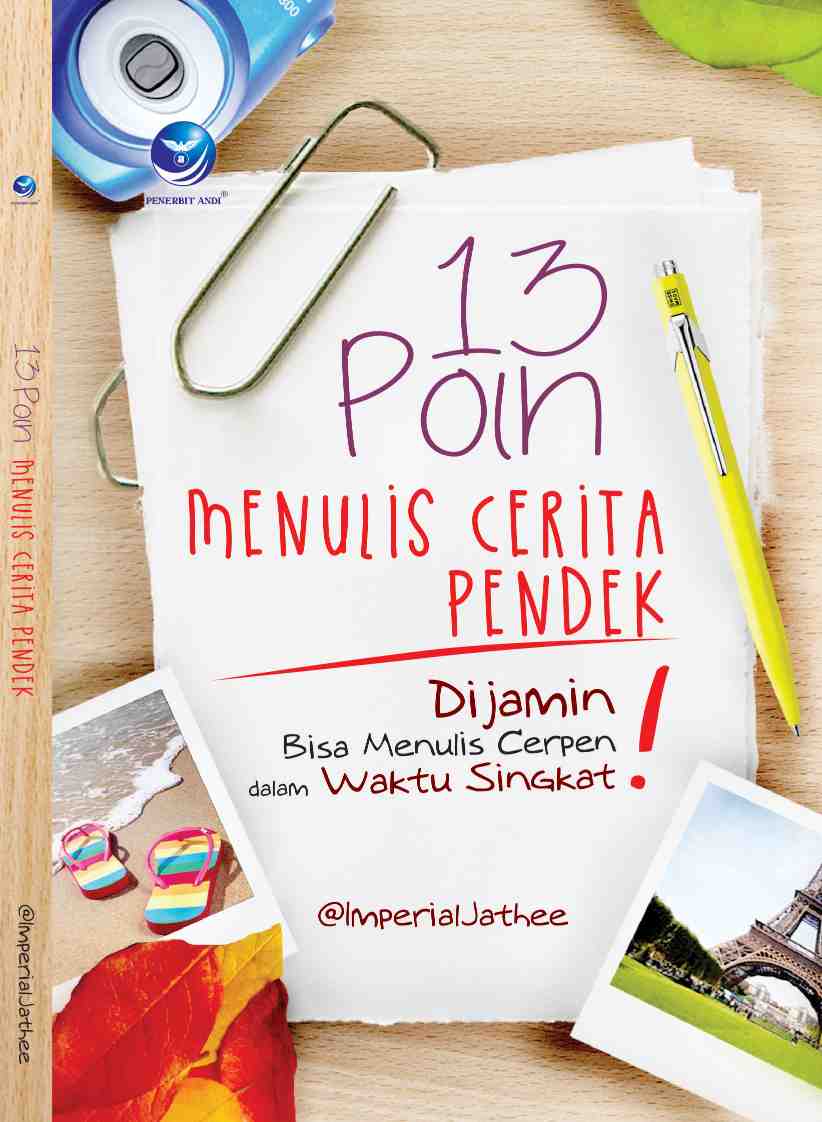 PENERBIT ANDI®
13
Poin
MENULIS CERITA
PENDEK
Dijamin
Bisa Menulis Cerpen
dalam Waktu Singkat!
@ImperialJathee
13 Poin MENULIS CERITA PENDEK
@ImperialJathee